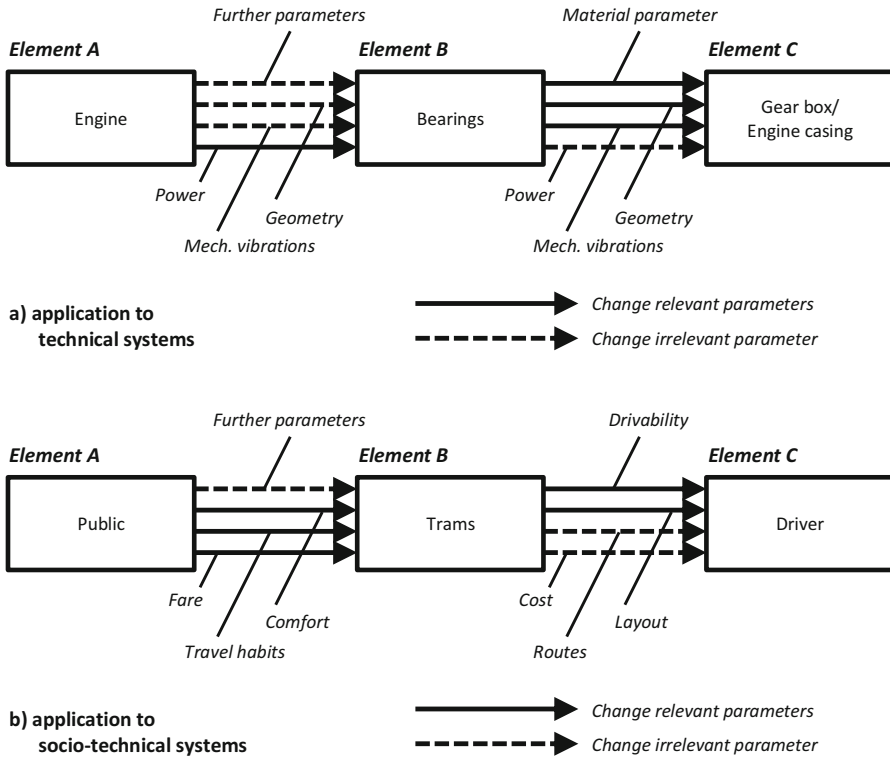 Further parameters
Material parameter
Element A
Element B
Element C
Engine
Bearings
Gear box/
Engine casing
Power
Geometry
Mech. vibrations
Power
Geometry
Mech. vibrations
a) application to
technical systems
Change relevant parameters
Change irrelevant parameter
Further parameters
Drivability
Element A
Element B
Element C
Public
Trams
Driver
Fare
Comfort
Travel habits
Cost
Layout
Routes
b) application to
socio-technical systems
Change relevant parameters
Change irrelevant parameter